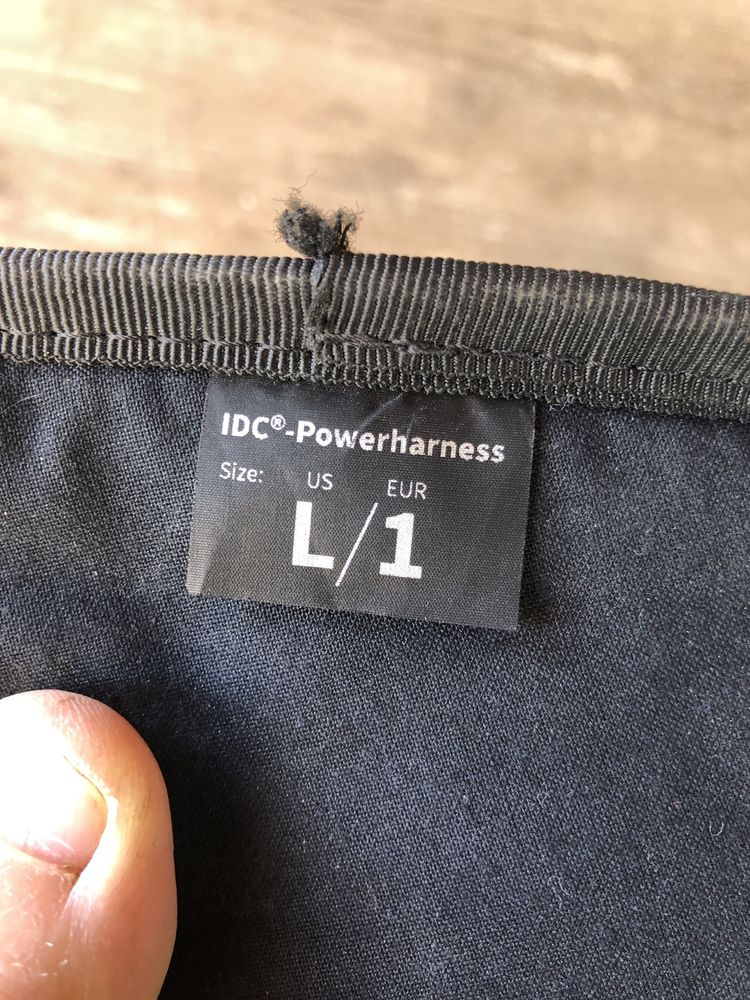 IDC®-Powerharness
Size: US EUR
L/1